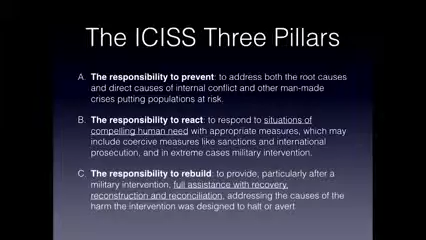 The ICISS Three Pillars
A. The responsibility to prevent: to address both the root causes
and direct causes of internal conflict and other man-made
crises putting populations at risk.
B. The responsibility to react: to respond to situations of
compelling human need with appropriate measures, which may
include coercive measures like sanctions and international
prosecution, and in extreme cases military intervention.
C. The responsibility to rebuild: to provide, particularly after a
military intervention, full assistance with recovery,
reconstruction and reconciliation, addressing the causes of the
harm the intervention was designed to halt or avert